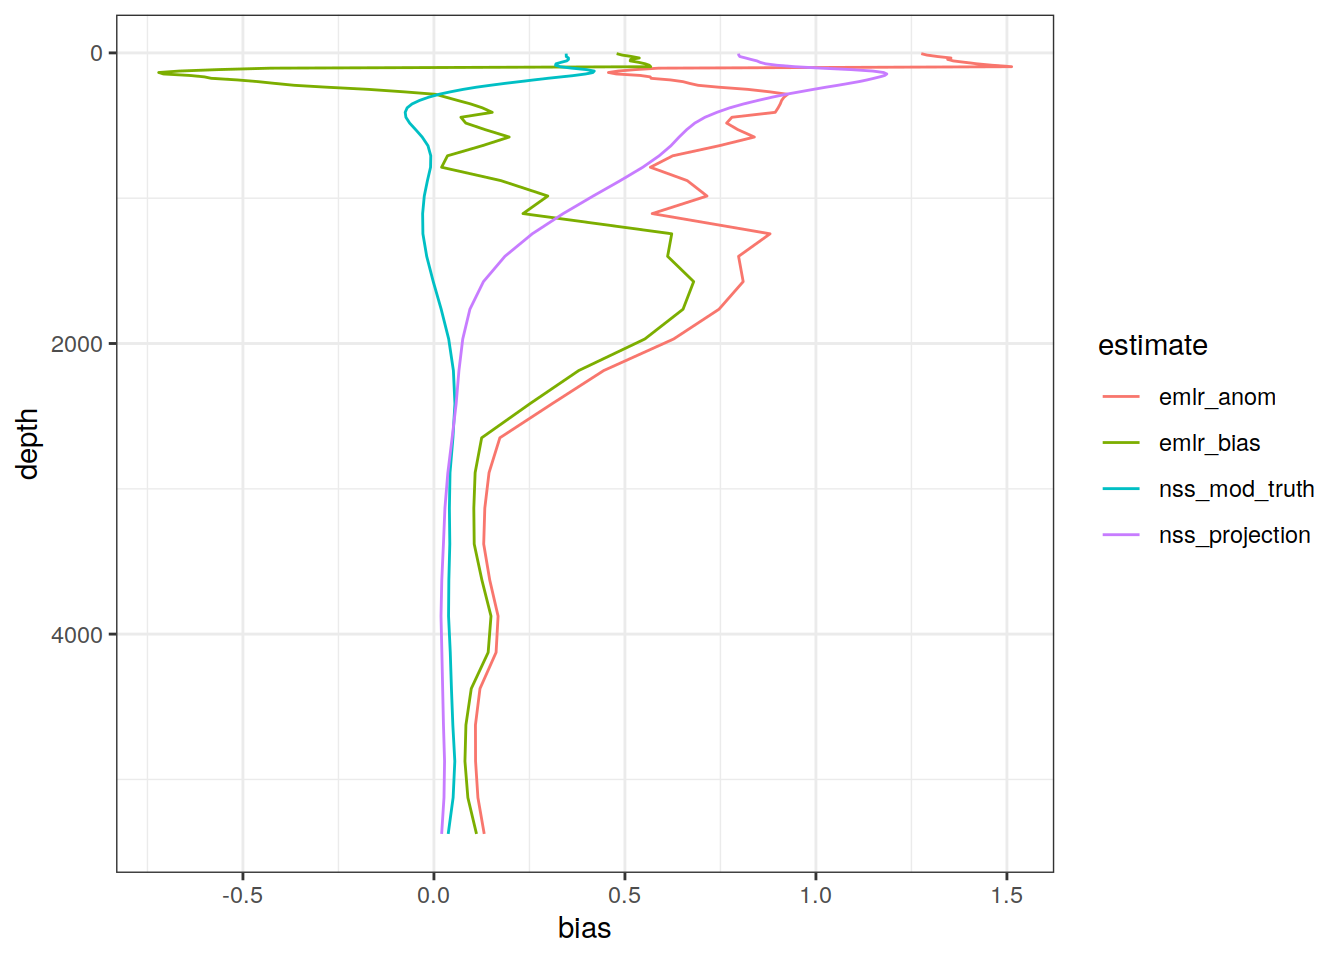 0
2000
4000
depth
-0.5 0.0 0.5 1.0 1.5
bias
estimate
emlr_anom
emlr_bias
nss_mod_truth
nss_projection